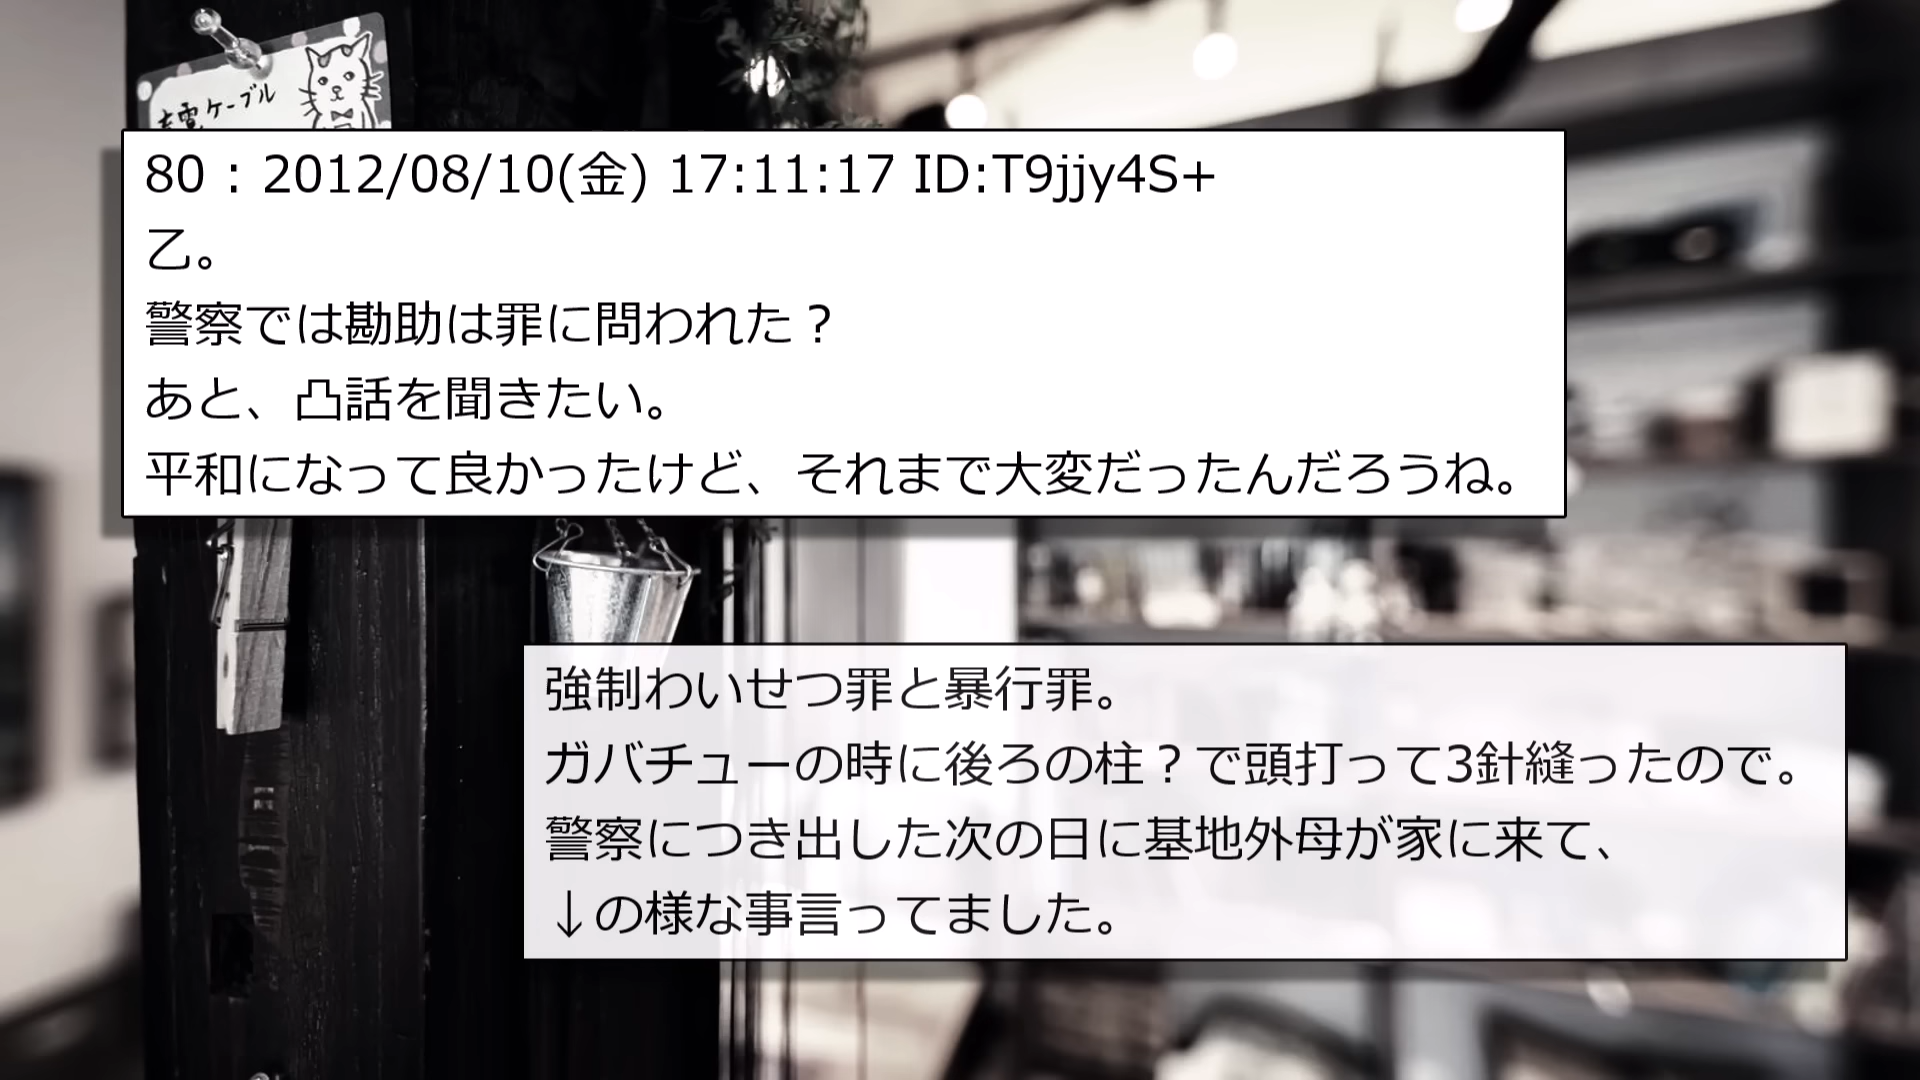 充電ケーブル
80 : 2012/08/10(金) 17:11:17 ID:T9jjy4S+
乙。
警察では勘助は罪に問われた？
あと、凸話を聞きたい。
平和になって良かったけど、それまで大変だったんだろうね。
強制わいせつ罪と暴行罪。
ガバチューの時に後ろの柱？で頭打って3針縫ったので。
警察につき出した次の日に基地外母が家に来て、
↓の様な事言ってました。